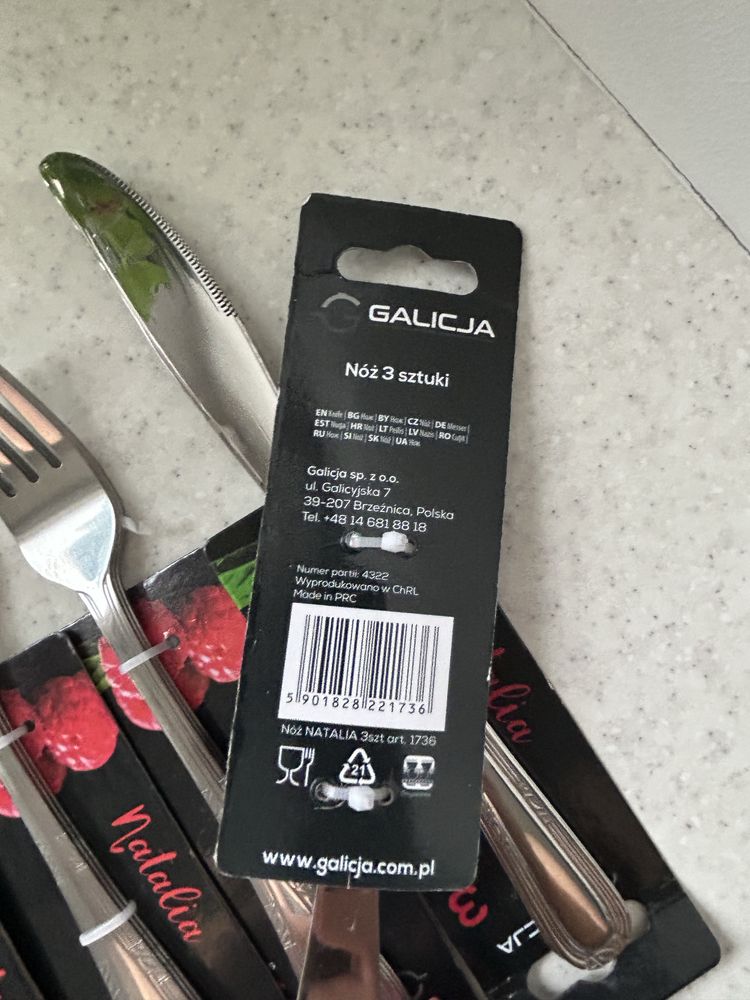 GALICJA
Nóż 3 sztuki
EN Knife | BG Нож | BY Нож | CZ Nůž | DE Messer |
EST Nuga | HR Nož | LT Peilis | LV Nazis | RO Cuțit |
RU Нож | SI Nož | SK Nôž | UA Ніж
Galicja sp. z o.o.
ul. Galicyjska 7
39-207 Brzeźnica, Polska
Tel. +48 14 681 88 18
Numer partii: 4322
Wyprodukowano w ChRL
Made in PRC
5 901828 221736
Nóż NATALIA 3szt art. 1736
21
www.galicja.com.pl
Natalia